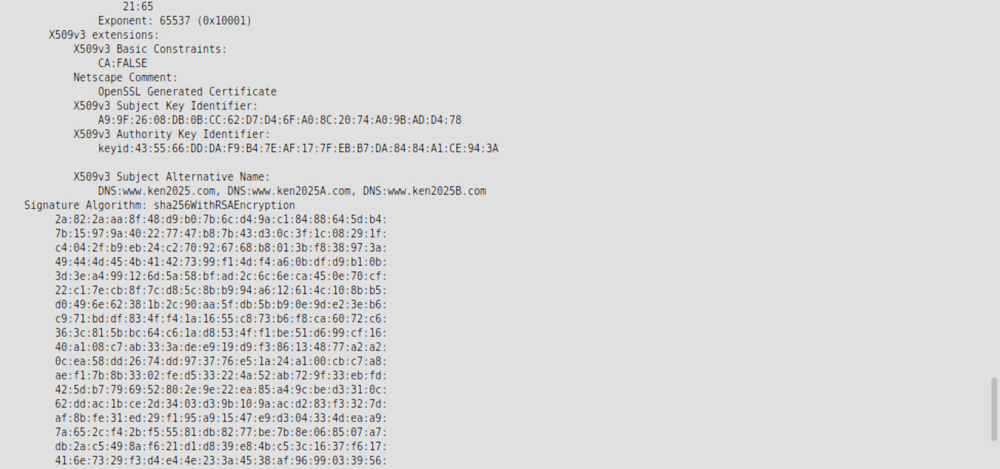 21:65
Exponent: 65537 (0x10001)
X509v3 extensions:
X509v3 Basic Constraints:
CA:FALSE
Netscape Comment:
OpenSSL Generated Certificate
X509v3 Subject Key Identifier:
A9:9F:26:08:DB:0B:CC:62:D7:D4:6F:A0:8C:20:74:A0:9B:AD:D4:78
X509v3 Authority Key Identifier:
keyid:43:55:66:DD:DA:F9:B4:7E:AF:17:7F:EB:B7:DA:84:84:A1:CE:94:3A
X509v3 Subject Alternative Name:
DNS:www.ken2025.com, DNS:www.ken2025A.com, DNS:www.ken2025B.com
Signature Algorithm: sha256WithRSAEncryption
2a:82:2a:aa:8f:48:d9:b0:7b:6c:d4:9a:c1:84:88:64:5d:b4:
7b:15:97:9a:40:22:77:47:b8:7b:43:d3:0c:3f:1c:08:29:1f:
c4:04:2f:b9:eb:24:c2:70:92:67:68:b8:01:3b:f8:38:97:3a:
49:44:4d:45:4b:41:42:73:99:f1:4d:f4:a6:0b:df:d9:b1:0b:
3d:3e:a4:99:12:6d:5a:58:bf:ad:2c:6c:6e:ca:45:0e:70:cf:
22:c1:7e:cb:8f:7c:d8:5c:8b:b9:94:a6:12:61:4c:10:8b:b5:
d0:49:6e:62:38:1b:2c:90:aa:5f:db:5b:b9:0e:9d:e2:3e:b6:
c9:71:bd:df:83:4f:f4:1a:16:55:c8:73:b6:f8:ca:60:72:c6:
36:3c:81:5b:bc:64:c6:1a:d8:53:4f:f1:be:51:d6:99:cf:16:
40:a1:08:c7:ab:33:3a:de:e9:19:d9:f3:86:13:48:77:a2:a2:
0c:ea:58:dd:26:74:dd:97:37:76:e5:1a:24:a1:00:cb:c7:a8:
ae:f1:7b:8b:33:02:fe:d5:33:22:4a:52:ab:72:9f:33:eb:fd:
42:5d:b7:79:69:52:80:2e:9e:22:ea:85:a4:9c:be:d3:31:0c:
62:dd:ac:1b:ce:2d:34:03:d3:9b:10:9a:ac:d2:83:f3:32:7d:
af:8b:fe:31:ed:29:f1:95:a9:15:47:e9:d3:04:33:4d:ea:a9:
7a:65:2c:f4:2b:f5:55:81:db:82:77:be:7b:8e:06:85:07:a7:
db:2a:c5:49:8a:f6:21:d1:d8:39:e8:4b:c5:3c:16:37:f6:17:
41:6e:73:29:f3:d4:e4:4e:23:3a:45:38:af:96:99:03:39:56: